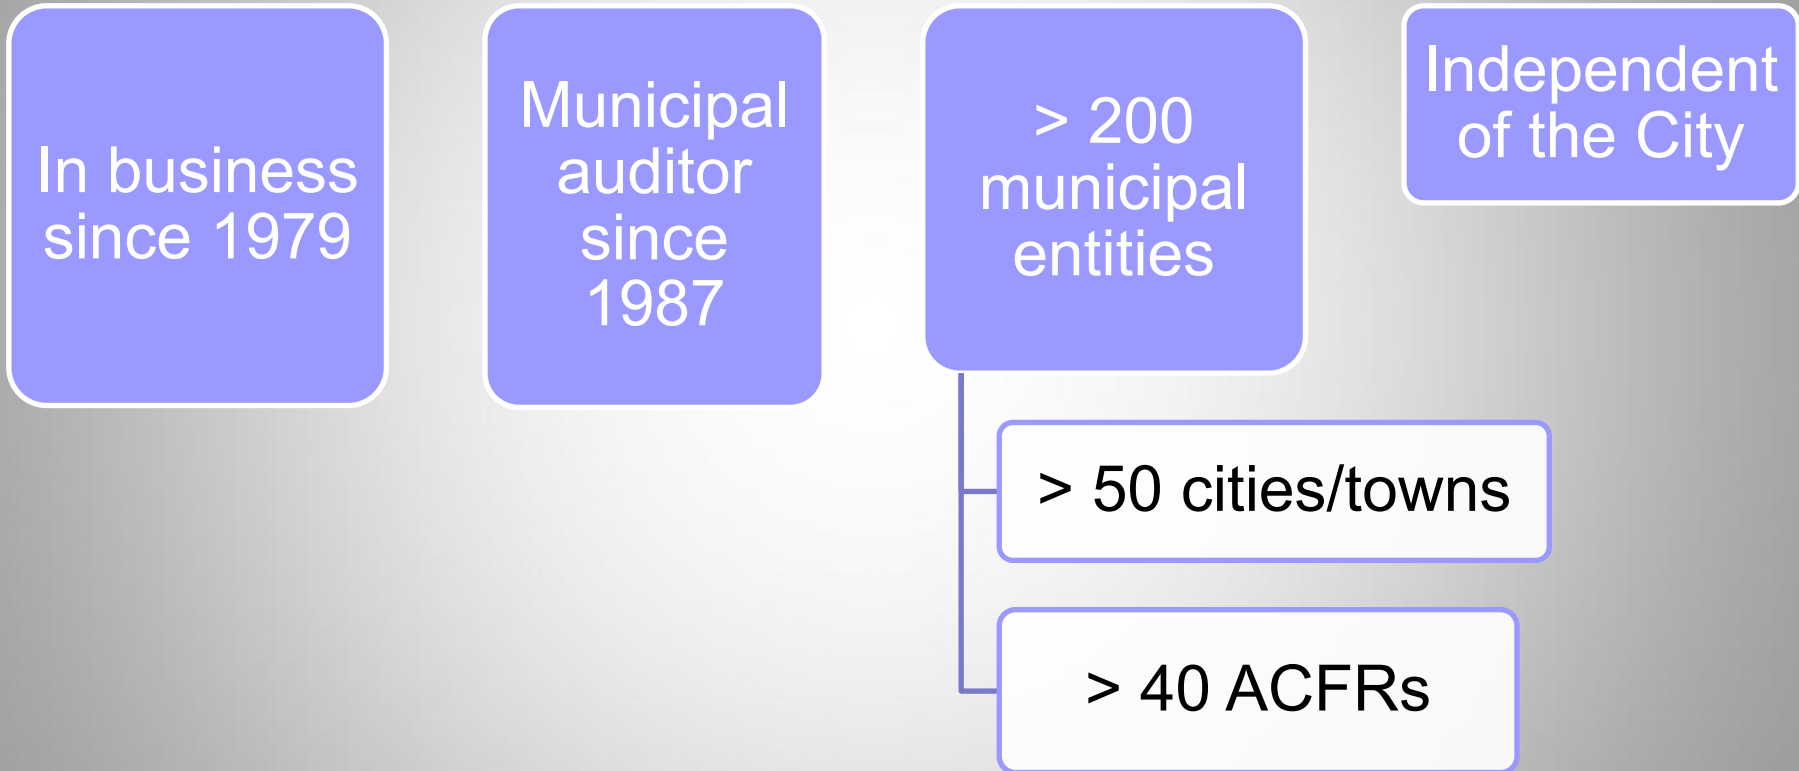 In business
since 1979
Municipal
auditor
since
1987
> 200
municipal
entities
> 50 cities/towns
> 40 ACFRs
Independent
of the City